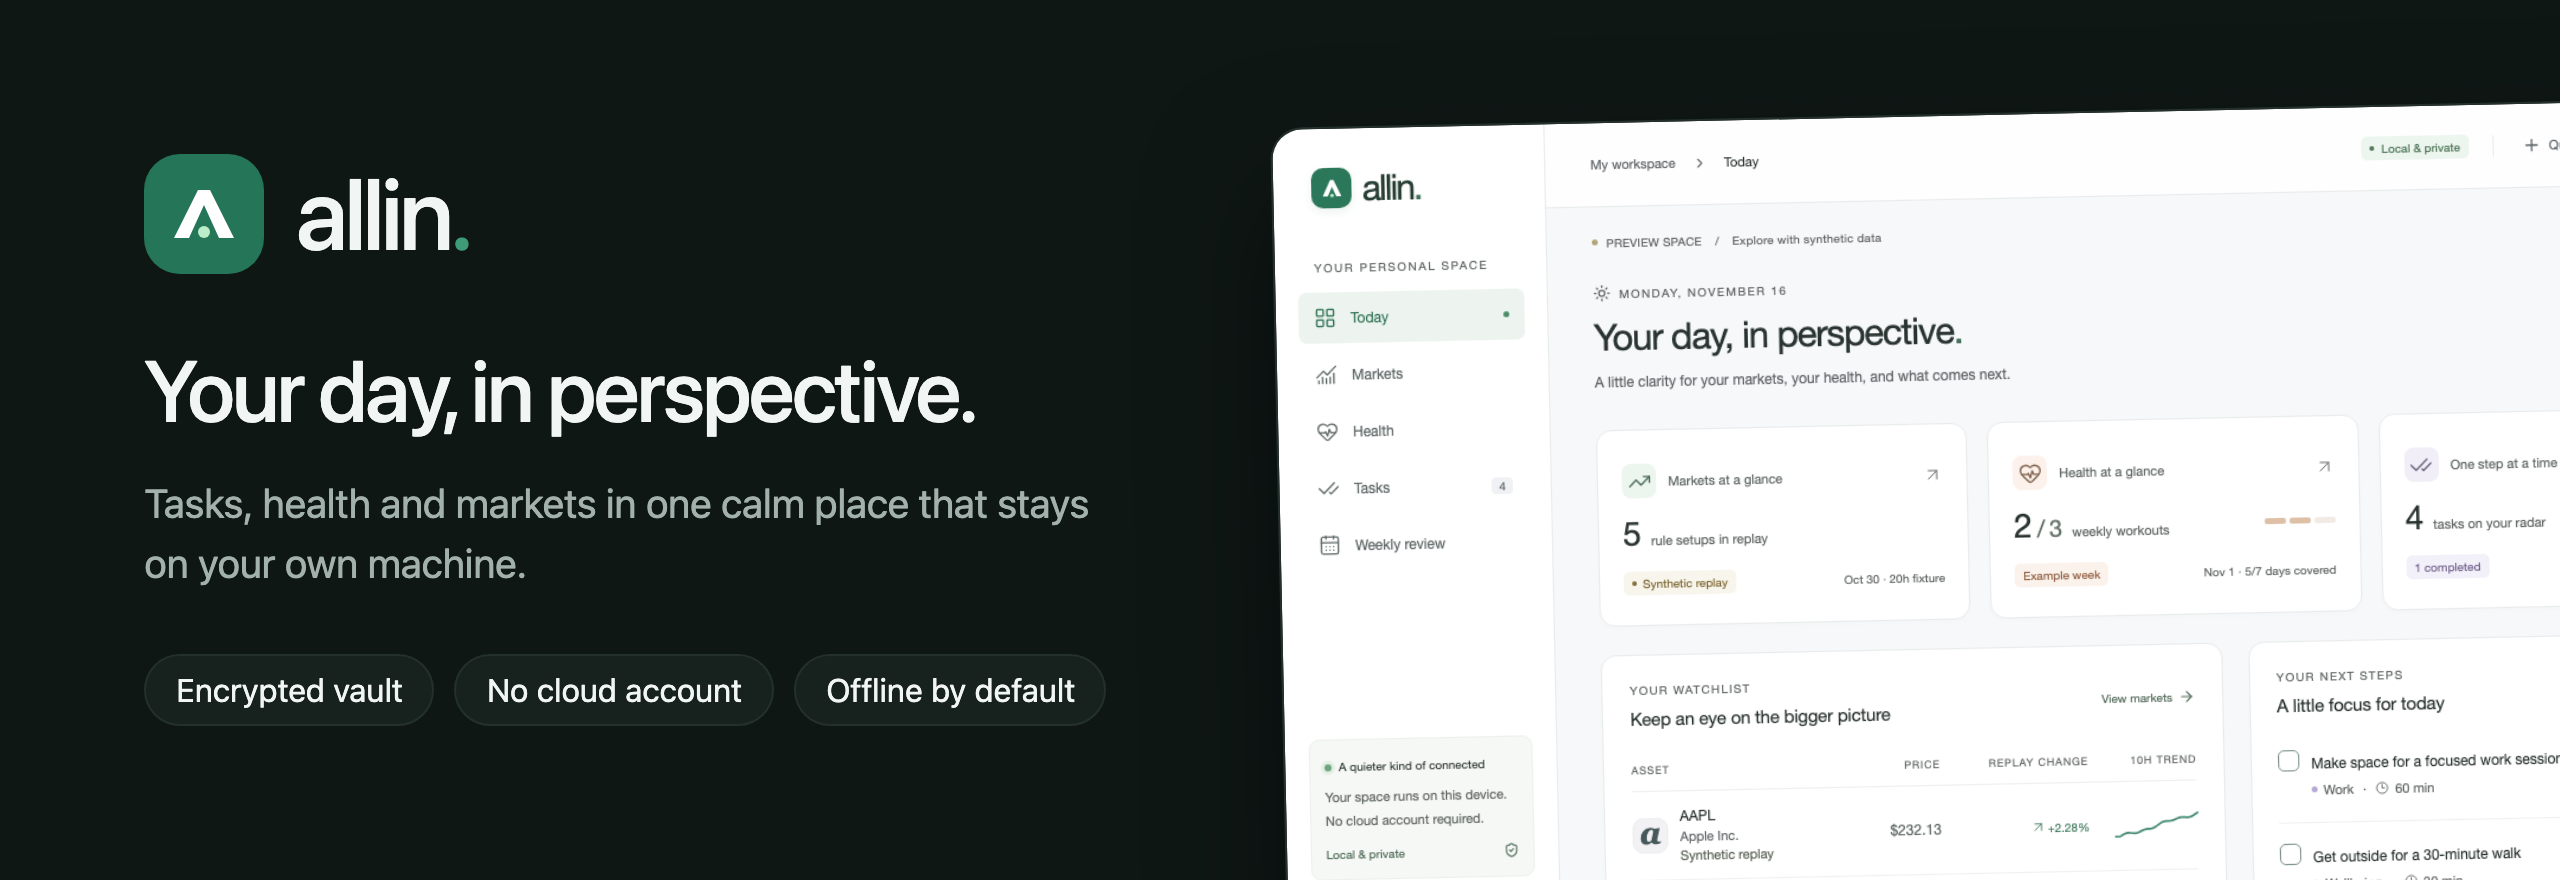 allin.
Your day, in perspective.
Tasks, health and markets in one calm place that stays
on your own machine.
Encrypted vault
No cloud account
Offline by default
allin.
YOUR PERSONAL SPACE
Today
Markets
Health
Tasks
4
Weekly review
A quieter kind of connected
Your space runs on this device.
No cloud account required.
Local & private
My workspace > Today
Local & private
PREVIEW SPACE / Explore with synthetic data
MONDAY, NOVEMBER 16
Your day, in perspective.
A little clarity for your markets, your health, and what comes next.
Markets at a glance
5 rule setups in replay
Synthetic replay
Oct 30 · 20h fixture
Health at a glance
2 / 3 weekly workouts
Example week
Nov 1 · 5/7 days covered
One step at a time
4 tasks on your radar
1 completed
YOUR WATCHLIST
Keep an eye on the bigger picture
View markets
ASSET PRICE REPLAY CHANGE 10H TREND
a
AAPL
Apple Inc.
Synthetic replay
$232.13
+2.28%
YOUR NEXT STEPS
A little focus for today
Make space for a focused work session
Work · 60 min
Get outside for a 30-minute walk